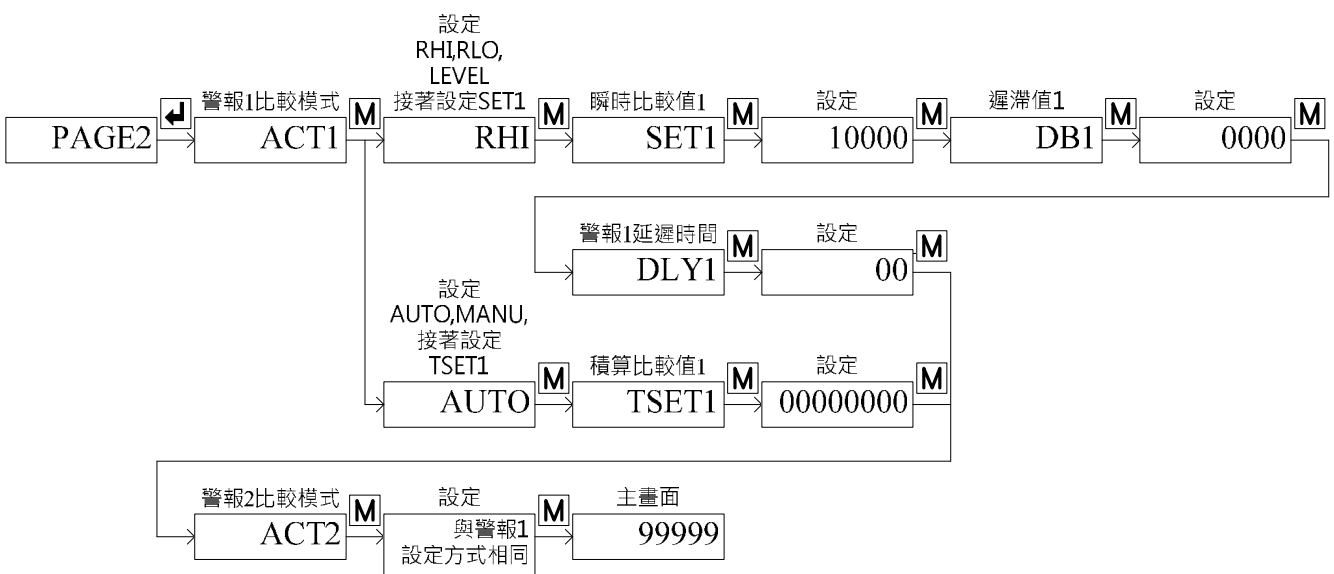 設定
RHI,RLO,
LEVEL
接著設定SET1
警報1比較模式
瞬時比較值1
設定
遲滯值1
設定
PAGE2
↵
ACT1
M
RHI
M
SET1
M
10000
M
DB1
M
0000
M
警報1延遲時間
設定
DLY1
M
00
M
設定
AUTO,MANU,
接著設定
TSET1
積算比較值1
設定
AUTO
M
TSET1
M
00000000
M
警報2比較模式
設定
主畫面
ACT2
M
與警報1
設定方式相同
M
99999